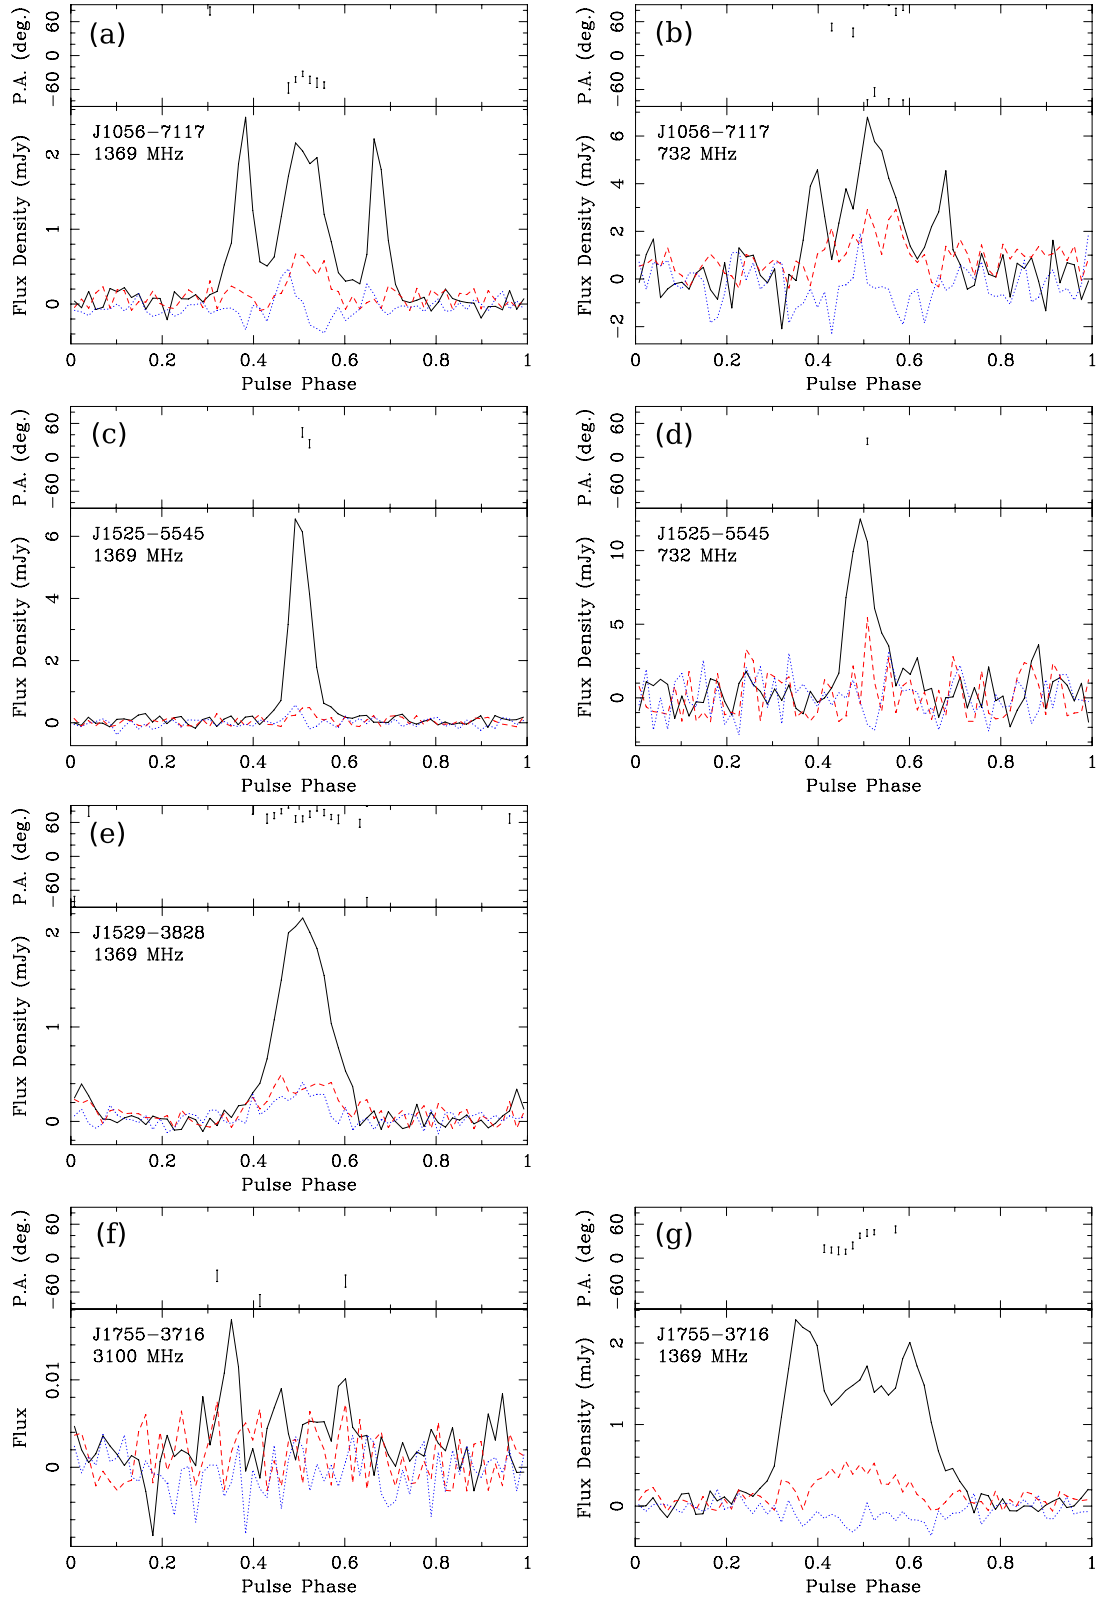 (a)
P.A. (deg.)
−60 0 60
J1056−7117
1369 MHz
Flux Density (mJy)
0 1 2
0 0.2 0.4 0.6 0.8 1
Pulse Phase
(b)
P.A. (deg.)
−60 0 60
J1056−7117
732 MHz
Flux Density (mJy)
−2 0 2 4 6
0 0.2 0.4 0.6 0.8 1
Pulse Phase
(c)
P.A. (deg.)
−60 0 60
J1525−5545
1369 MHz
Flux Density (mJy)
0 2 4 6
0 0.2 0.4 0.6 0.8 1
Pulse Phase
(d)
P.A. (deg.)
−60 0 60
J1525−5545
732 MHz
Flux Density (mJy)
0 5 10
0 0.2 0.4 0.6 0.8 1
Pulse Phase
(e)
P.A. (deg.)
−60 0 60
J1529−3828
1369 MHz
Flux Density (mJy)
0 1 2
0 0.2 0.4 0.6 0.8 1
Pulse Phase
(f)
P.A. (deg.)
−60 0 60
J1755−3716
3100 MHz
Flux
0 0.01
0 0.2 0.4 0.6 0.8 1
Pulse Phase
(g)
P.A. (deg.)
−60 0 60
J1755−3716
1369 MHz
Flux Density (mJy)
0 1 2
0 0.2 0.4 0.6 0.8 1
Pulse Phase